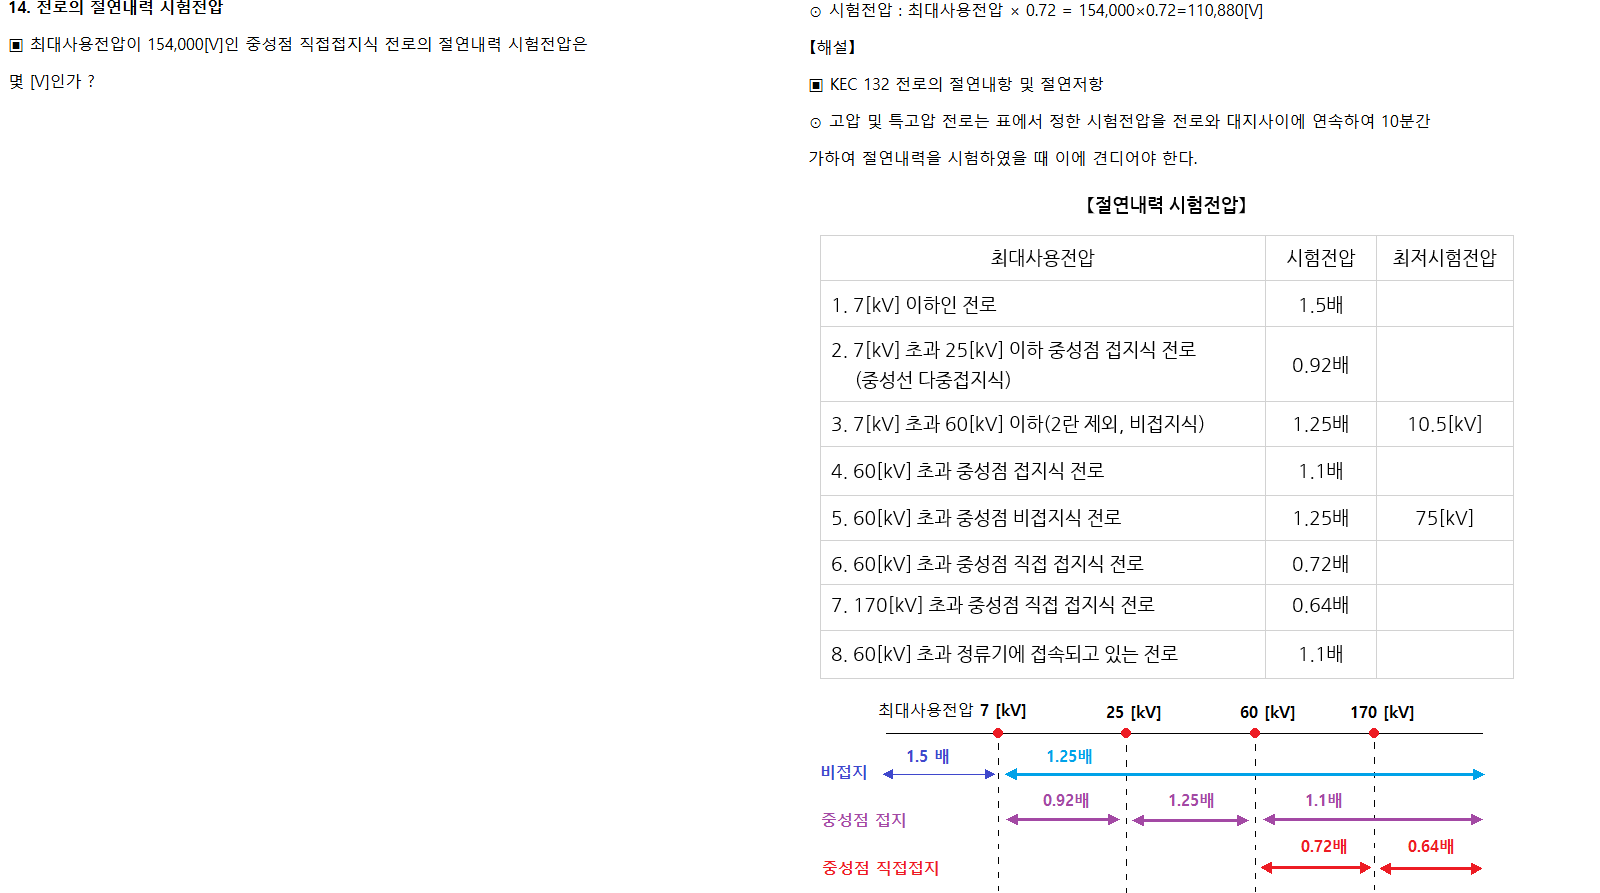 14. 전로의 절연내력 시험전압
▣ 최대사용전압이 154,000[V]인 중성점 직접접지식 전로의 절연내력 시험전압은
몇 [V]인가 ?
⊙ 시험전압 : 최대사용전압 × 0.72 = 154,000×0.72=110,880[V]
【해설】
▣ KEC 132 전로의 절연내항 및 절연저항
⊙ 고압 및 특고압 전로는 표에서 정한 시험전압을 전로와 대지사이에 연속하여 10분간
가하여 절연내력을 시험하였을 때 이에 견디어야 한다.
【절연내력 시험전압】
최대사용전압 시험전압 최저시험전압
1. 7[kV] 이하인 전로 1.5배
2. 7[kV] 초과 25[kV] 이하 중성점 접지식 전로
(중성선 다중접지식) 0.92배
3. 7[kV] 초과 60[kV] 이하(2란 제외, 비접지식) 1.25배 10.5[kV]
4. 60[kV] 초과 중성점 접지식 전로 1.1배
5. 60[kV] 초과 중성점 비접지식 전로 1.25배 75[kV]
6. 60[kV] 초과 중성점 직접 접지식 전로 0.72배
7. 170[kV] 초과 중성점 직접 접지식 전로 0.64배
8. 60[kV] 초과 정류기에 접속되고 있는 전로 1.1배
최대사용전압 7 [kV] 25 [kV] 60 [kV] 170 [kV]
1.5 배 1.25배
비접지
0.92배 1.25배 1.1배
중성점 접지
0.72배 0.64배
중성점 직접접지